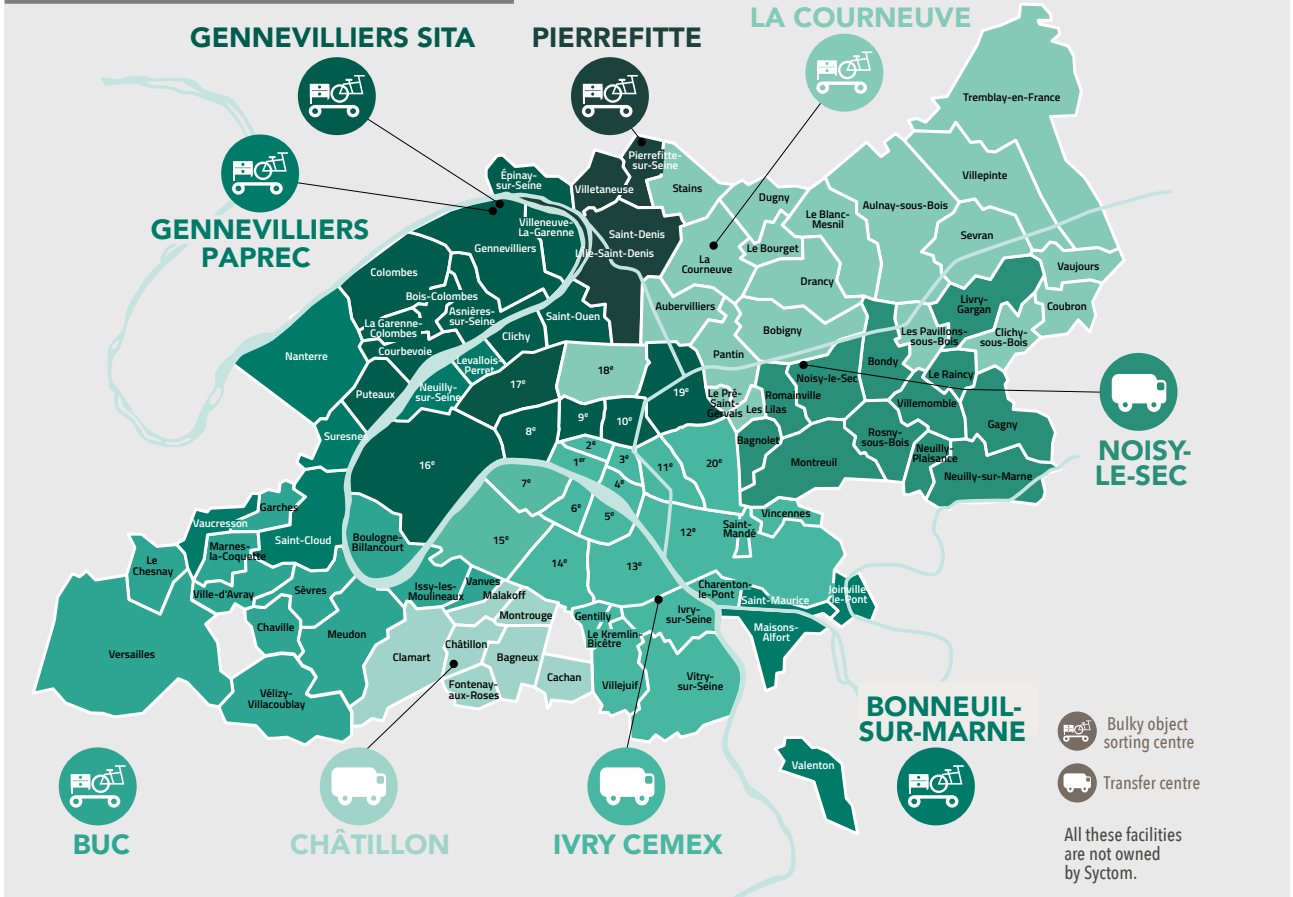 LA COURNEUVE
GENNEVILLIERS SITA
PIERREFITTE
GENNEVILLIERS
PAPREC
Tremblay-en-France
Pierrefitte-
sur-Seine
Épinay-
sur-Seine
Villetaneuse
Stains
Dugny
Villepinte
Aulnay-sous-Bois
Le Blanc-
Mesnil
Villeneuve-
La-Garenne
Saint-Denis
Sevran
Gennevilliers
L'Île-Saint-Denis
Le Bourget
La
Courneuve
Vaujours
Colombes
Drancy
Bois-Colombes
Livry-
Gargan
Coubron
Asnières-
sur-Seine
Saint-Ouen
Aubervilliers
La Garenne-
Colombes
Clichy
Bobigny
Les Pavillons-
sous-Bois
Clichy-
sous-Bois
Courbevoie
Nanterre
Levallois-
Perret
Pantin
Bondy
18e
Noisy-le-Sec
Le Raincy
17e
Puteaux
Neuilly-
sur-Seine
19e
Le Pré-
Saint-
Gervais
Romainville
Les Lilas
Villemomble
9e
10e
Gagny
Suresnes
8e
Bagnolet
Rosny-
sous-Bois
2e
16e
1er
3e
11e
20e
Montreuil
Neuilly-
Plaisance
NOISY-
LE-SEC
7e
4e
Neuilly-sur-Marne
6e
5e
Garches
Vincennes
Vaucresson
Saint-
Mandé
12e
Saint-Cloud
Boulogne-
Billancourt
15e
Marnes-
la-Coquette
Le
Chesnay
14e
13e
Ville-d'Avray
Sèvres
Issy-les-
Moulineaux
Vanves
Malakoff
Charenton-
le-Pont
Saint-Maurice
Joinville
-le-Pont
Montrouge
Gentilly
Ivry-
sur-Seine
Chaville
Meudon
Maisons-
Alfort
Le Kremlin-
Bicêtre
Châtillon
Versailles
Clamart
Bagneux
Cachan
Villejuif
Vitry-
sur-Seine
Fontenay-
aux-Roses
Vélizy-
Villacoublay
BONNEUIL-
SUR-MARNE
Valenton
Bulky object
sorting centre
Transfer centre
BUC
CHÂTILLON
IVRY CEMEX
All these facilities
are not owned
by Syctom.